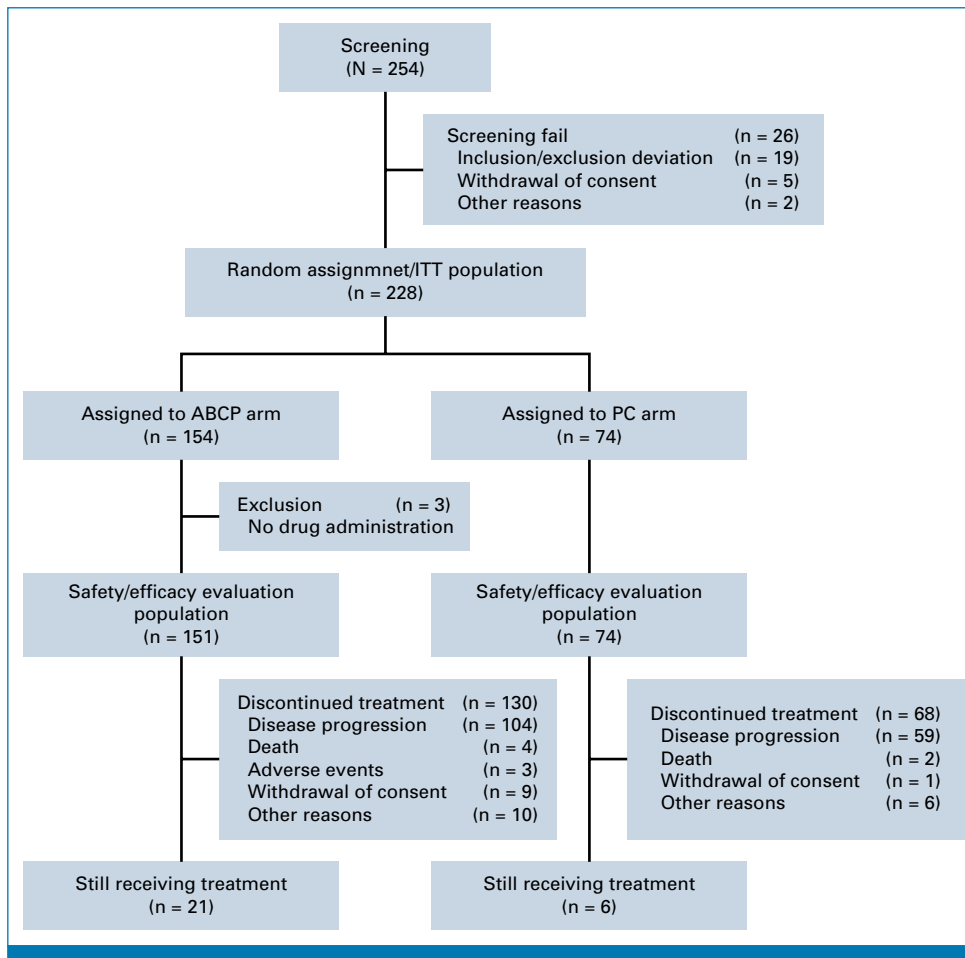 Screening
(N = 254)
Screening fail (n = 26)
Inclusion/exclusion deviation (n = 19)
Withdrawal of consent (n = 5)
Other reasons (n = 2)
Random assignmnet/ITT population
(n = 228)
Assigned to ABCP arm
(n = 154)
Assigned to PC arm
(n = 74)
Exclusion (n = 3)
No drug administration
Safety/efficacy evaluation
population
(n = 151)
Safety/efficacy evaluation
population
(n = 74)
Discontinued treatment (n = 130)
Disease progression (n = 104)
Death (n = 4)
Adverse events (n = 3)
Withdrawal of consent (n = 9)
Other reasons (n = 10)
Discontinued treatment (n = 68)
Disease progression (n = 59)
Death (n = 2)
Withdrawal of consent (n = 1)
Other reasons (n = 6)
Still receiving treatment
(n = 21)
Still receiving treatment
(n = 6)